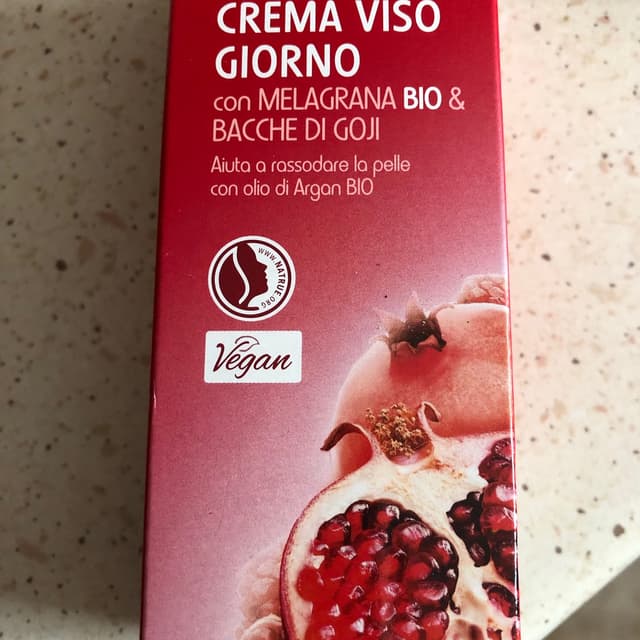 CREMA VISO
GIORNO
con MELAGRANA BIO &
BACCHE DI GOJI
Aiuta a rassodare la pelle
con olio di Argan BIO
WWW.NATRUE.ORG
Vegan